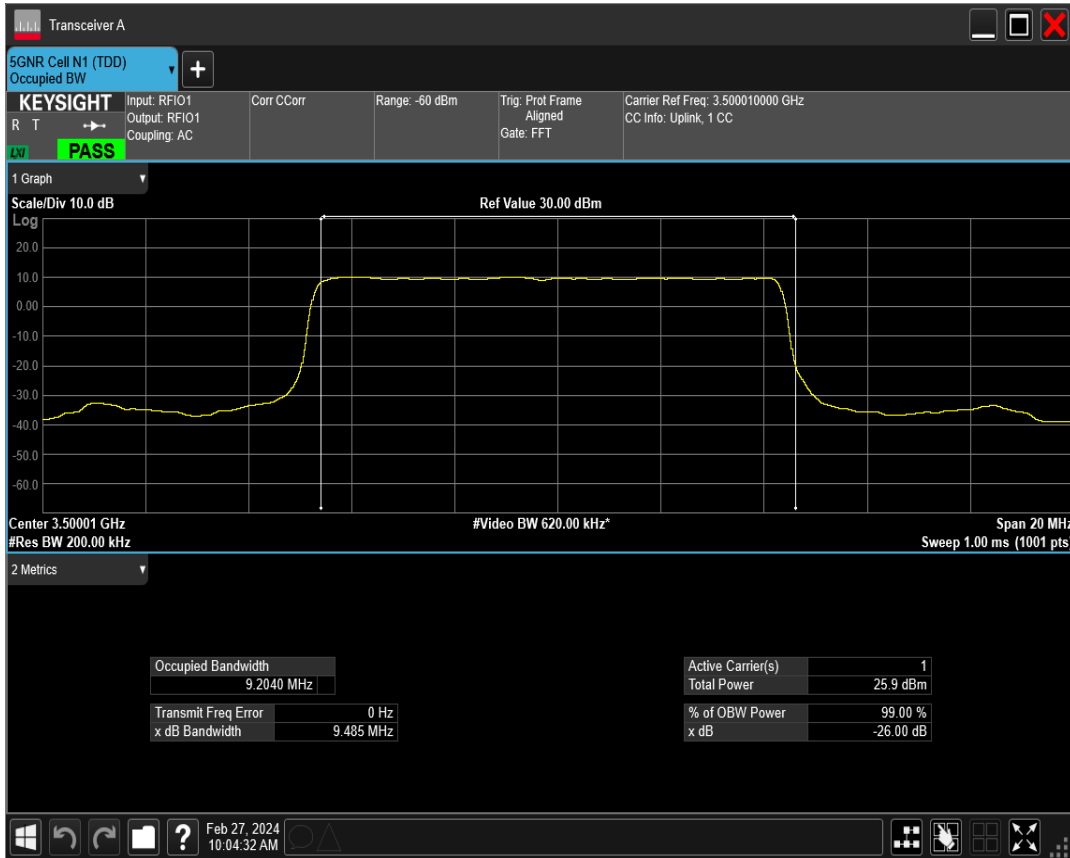 Transceiver A
5GNR Cell N1 (TDD)
Occupied BW
+
KEYSIGHT
R T
LXI
PASS
Input: RFIO1
Output: RFIO1
Coupling: AC
Corr CCorr
Range: -60 dBm
Trig: Prot Frame
Aligned
Gate: FFT
Carrier Ref Freq: 3.500010000 GHz
CC Info: Uplink, 1 CC
1 Graph
Scale/Div 10.0 dB
Ref Value 30.00 dBm
Log
20.0
10.0
0.00
-10.0
-20.0
-30.0
-40.0
-50.0
-60.0
Center 3.50001 GHz
#Video BW 620.00 kHz*
Span 20 MHz
#Res BW 200.00 kHz
Sweep 1.00 ms (1001 pts)
2 Metrics
Occupied Bandwidth
9.2040 MHz
Transmit Freq Error 0 Hz
x dB Bandwidth 9.485 MHz
Active Carrier(s) 1
Total Power 25.9 dBm
% of OBW Power 99.00 %
x dB -26.00 dB
?
Feb 27, 2024
10:04:32 AM